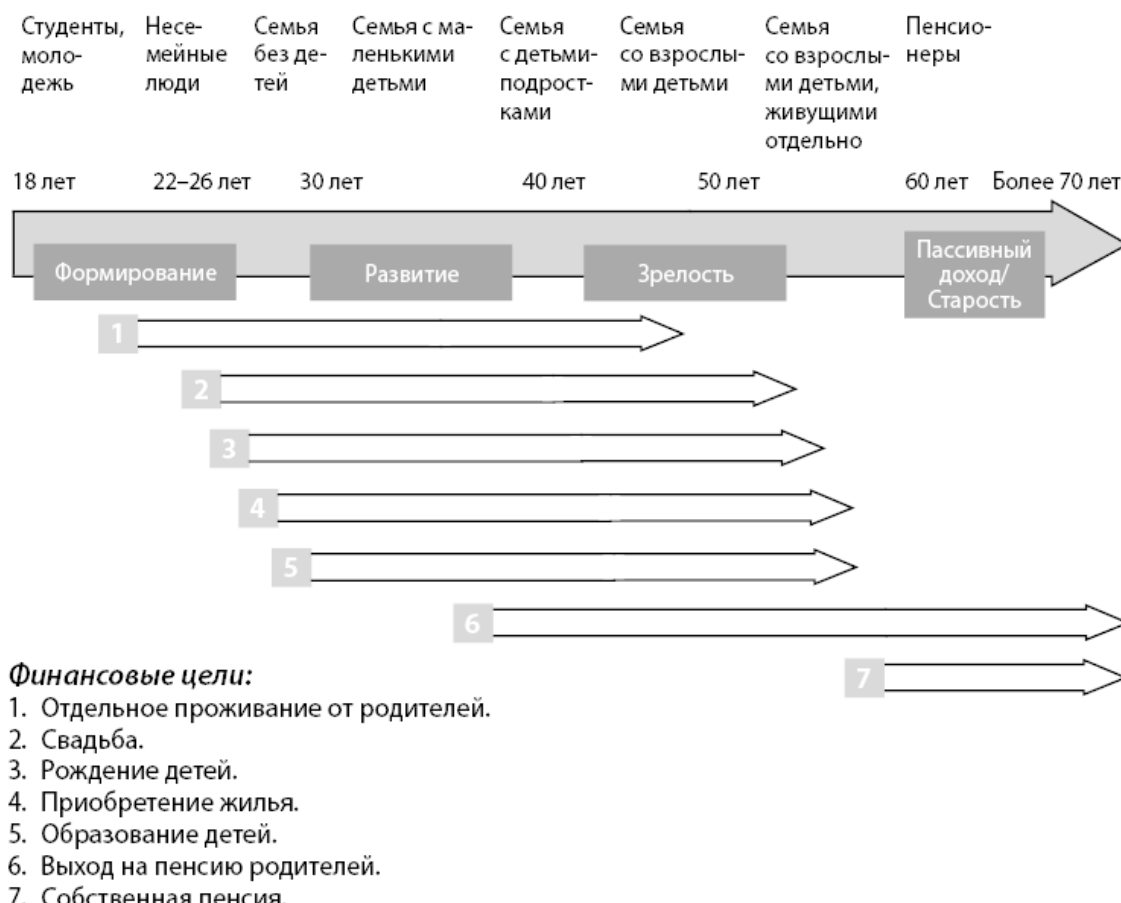 Студенты,
моло-
дежь
Несе-
мейные
люди
Семья
без де-
тей
Семья с ма-
ленькими
детьми
Семья
с детьми-
подрост-
ками
Семья
со взрослы-
ми детьми
Семья
со взрослы-
ми детьми,
живущими
отдельно
Пенсио-
неры
18 лет
22–26 лет
30 лет
40 лет
50 лет
60 лет
Более 70 лет
Формирование
Развитие
Зрелость
Пассивный
доход/
Старость
1
2
3
4
5
6
7
Финансовые цели:
1. Отдельное проживание от родителей.
2. Свадьба.
3. Рождение детей.
4. Приобретение жилья.
5. Образование детей.
6. Выход на пенсию родителей.
7. Собственная пенсия.